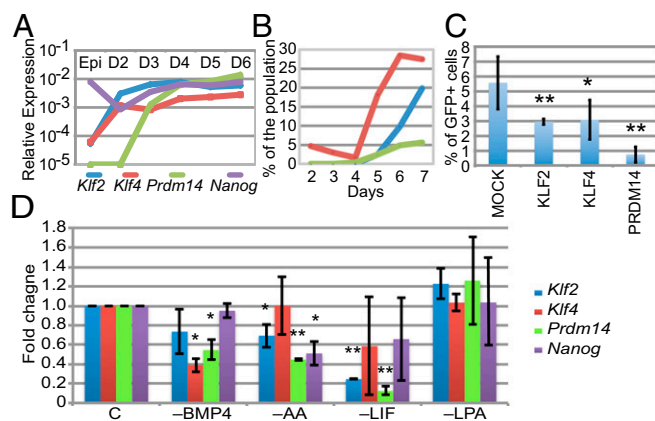 A
Relative Expression
10-1
10-2
10-3
10-4
10-5
Epi D2 D3 D4 D5 D6
Klf2 Klf4 Prdm14 Nanog
B
% of the population
30
25
20
15
10
5
0
2 3 4 5 6 7
Days
C
% of GFP+ cells
8
7
6
5
4
3
2
1
0
** * **
MOCK KLF2 KLF4 PRDM14
D
Fold chagne
1.8
1.6
1.4
1.2
1.0
0.8
0.6
0.4
0.2
0
* * * ** * ** **
C –BMP4 –AA –LIF –LPA
Klf2
Klf4
Prdm14
Nanog